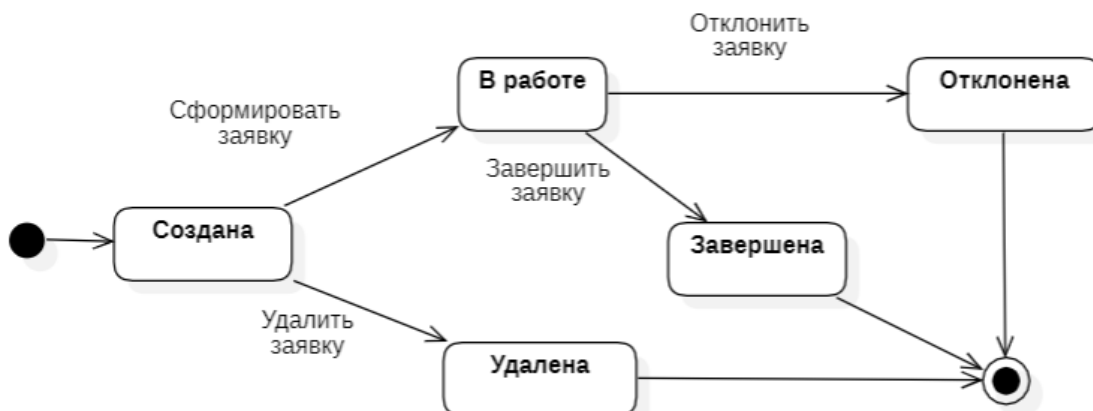 Отклонить
заявку
В работе
Отклонена
Сформировать
заявку
Завершить
заявку
Создана
Завершена
Удалить
заявку
Удалена